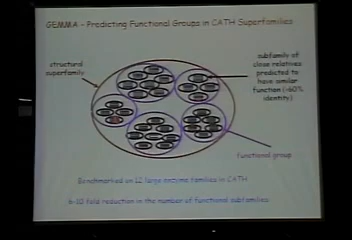 GEMMA - Predicting Functional Groups in CATH Superfamilies
structural
superfamily
subfamily of
close relatives
predicted to
have similar
function (~60%
identity)
functional group
Benchmarked on 12 large enzyme families in CATH
6-10 fold reduction in the number of functional subfamilies